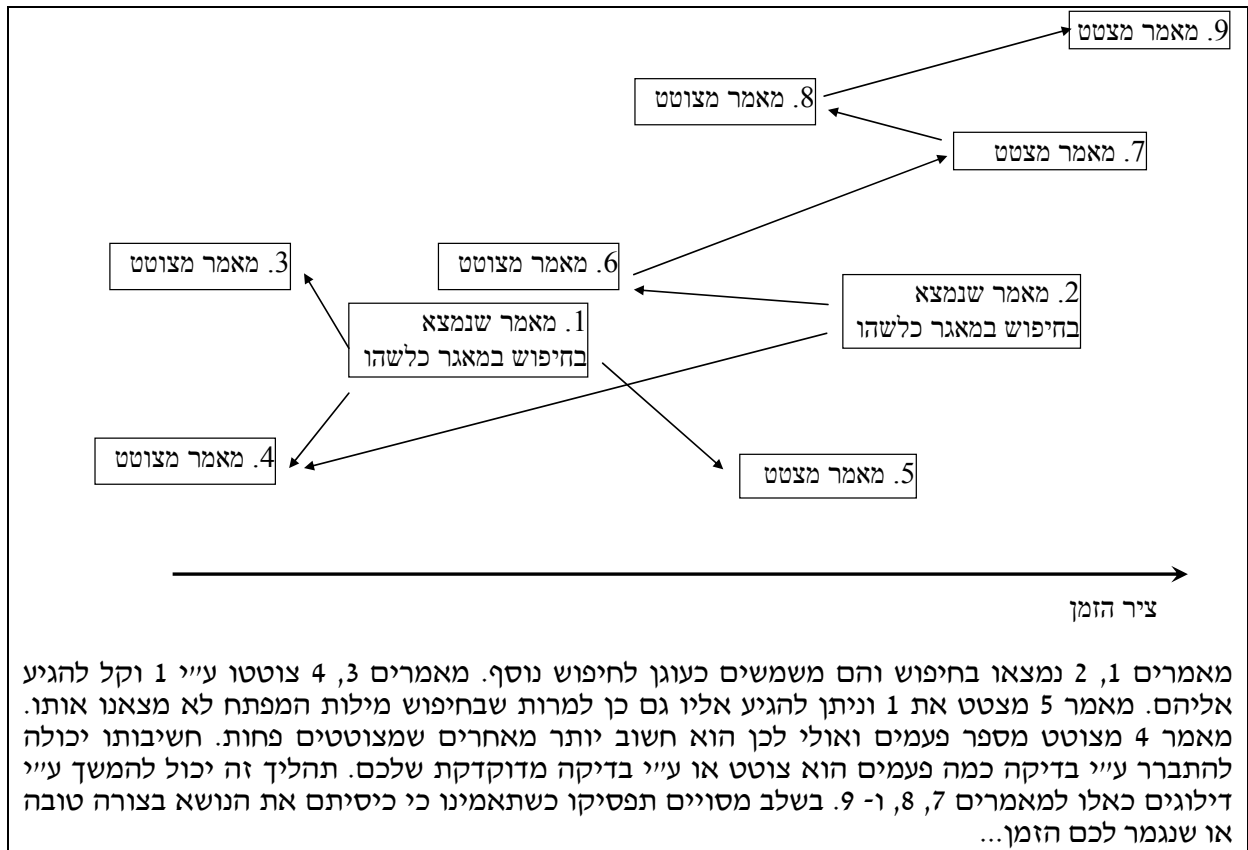 9. מאמר מצטט
8. מאמר מצוטט
7. מאמר מצטט
3. מאמר מצוטט
6. מאמר מצוטט
2. מאמר שנמצא
בחיפוש במאגר כלשהו
1. מאמר שנמצא
בחיפוש במאגר כלשהו
4. מאמר מצוטט
5. מאמר מצטט
ציר הזמן
מאמרים 1, 2 נמצאו בחיפוש והם משמשים כעוגן לחיפוש נוסף. מאמרים 3, 4 צוטטו ע״י 1 וקל להגיע
אליהם. מאמר 5 מצטט את 1 וניתן להגיע אליו גם כן למרות שבחיפוש מילות המפתח לא מצאנו אותו.
מאמר 4 מצוטט מספר פעמים ואולי לכן הוא חשוב יותר מאחרים שמצוטטים פחות. חשיבותו יכולה
להתברר ע״י בדיקה כמה פעמים הוא צוטט או ע״י בדיקה מדוקדקת שלכם. תהליך זה יכול להמשך ע״י
דילוגים כאלו למאמרים 7, 8, ו- 9. בשלב מסויים תפסיקו כשתאמינו כי כיסיתם את הנושא בצורה טובה
או שנגמר לכם הזמן...